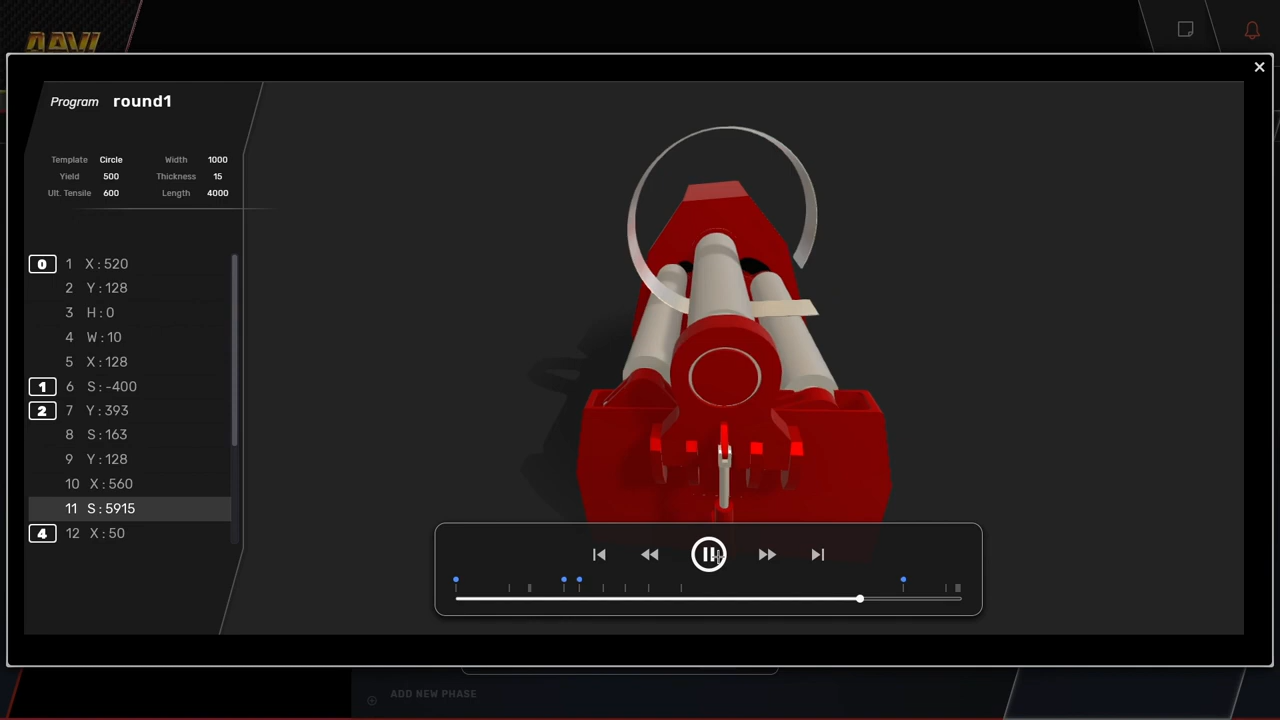 Program round1
Template Circle Width 1000
Yield 500 Thickness 15
Ult. Tensile 600 Length 4000
0 1 X : 520
2 Y : 128
3 H : 0
4 W : 10
5 X : 128
1 6 S : -400
2 7 Y : 393
8 S : 163
9 Y : 128
10 X : 560
11 S : 5915
4 12 X : 50
ADD NEW PHASE